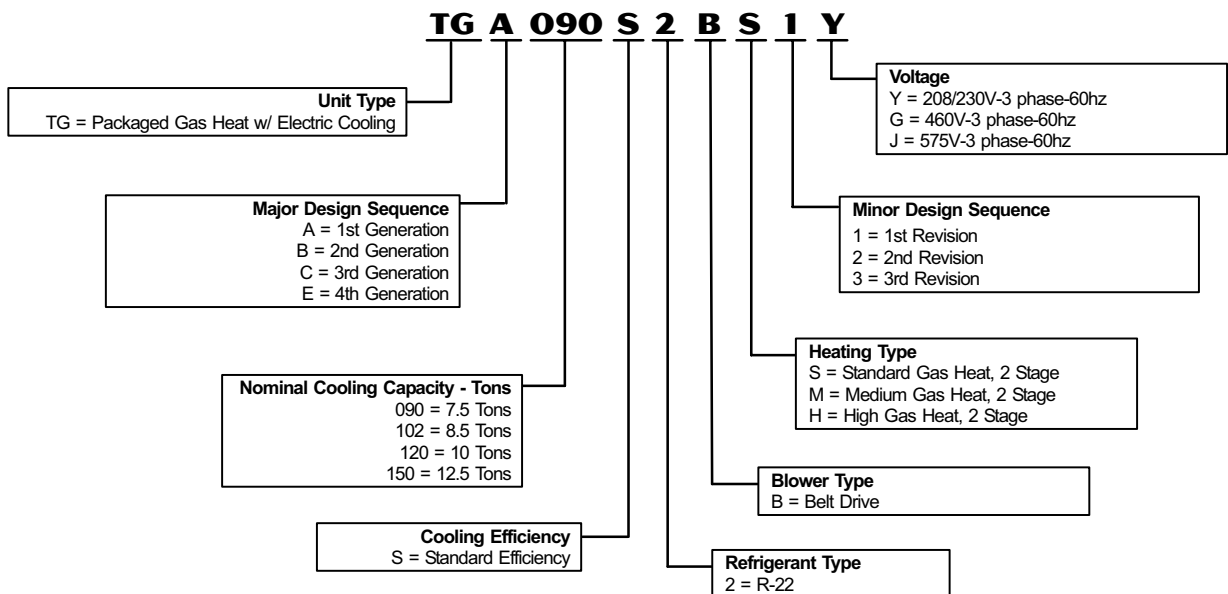 TG A 090 S 2 B S 1 Y
Voltage
Y = 208/230V-3 phase-60hz
G = 460V-3 phase-60hz
J = 575V-3 phase-60hz
Unit Type
TG = Packaged Gas Heat w/ Electric Cooling
Major Design Sequence
A = 1st Generation
B = 2nd Generation
C = 3rd Generation
E = 4th Generation
Minor Design Sequence
1 = 1st Revision
2 = 2nd Revision
3 = 3rd Revision
Heating Type
S = Standard Gas Heat, 2 Stage
M = Medium Gas Heat, 2 Stage
H = High Gas Heat, 2 Stage
Nominal Cooling Capacity - Tons
090 = 7.5 Tons
102 = 8.5 Tons
120 = 10 Tons
150 = 12.5 Tons
Blower Type
B = Belt Drive
Cooling Efficiency
S = Standard Efficiency
Refrigerant Type
2 = R-22